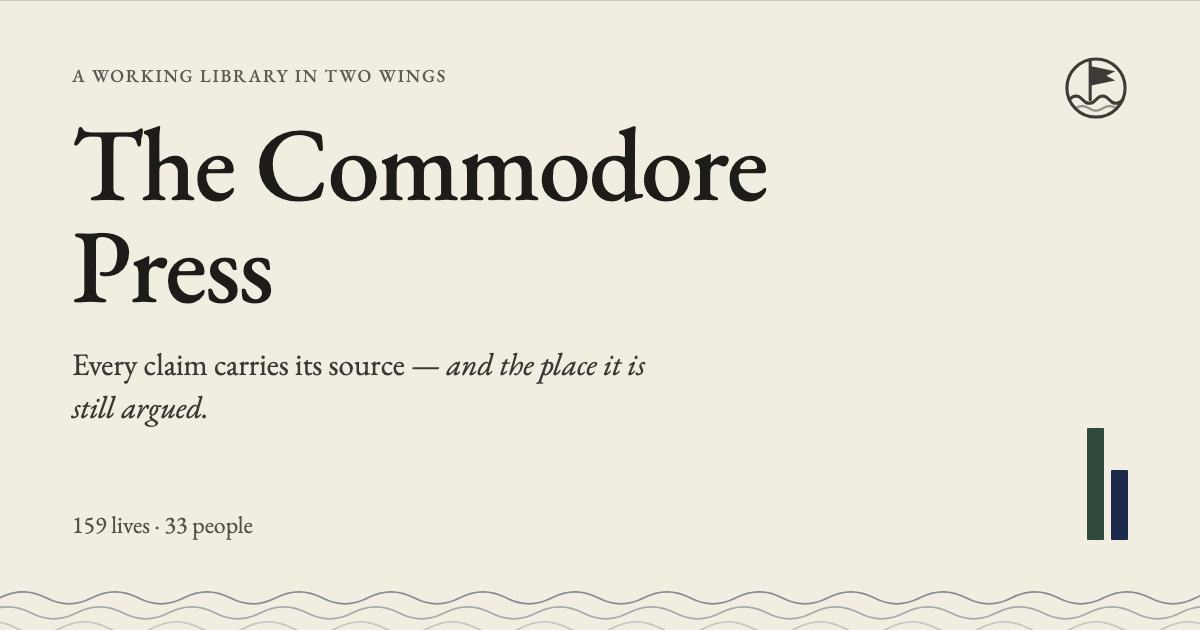 A WORKING LIBRARY IN TWO WINGS
The Commodore
Press
Every claim carries its source — and the place it is
still argued.
159 lives · 33 people